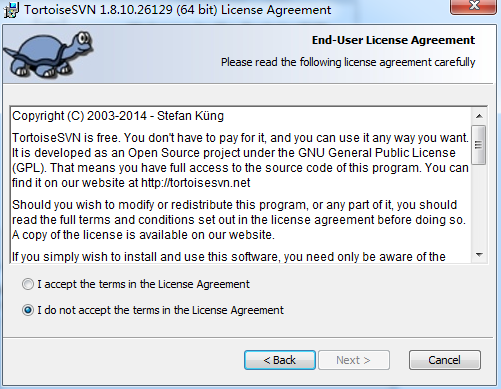 TortoiseSVN 1.8.10.26129 (64 bit) License Agreement
End-User License Agreement
Please read the following license agreement carefully
Copyright (C) 2003-2014 - Stefan Küng
TortoiseSVN is free. You don't have to pay for it, and you can use it any way you want.
It is developed as an Open Source project under the GNU General Public License
(GPL). That means you have full access to the source code of this program. You can
find it on our website at http://tortoisesvn.net
Should you wish to modify or redistribute this program, or any part of it, you should
read the full terms and conditions set out in the license agreement before doing so.
A copy of the license is available on our website.
If you simply wish to install and use this software, you need only be aware of the
I accept the terms in the License Agreement
I do not accept the terms in the License Agreement
< Back Next > Cancel